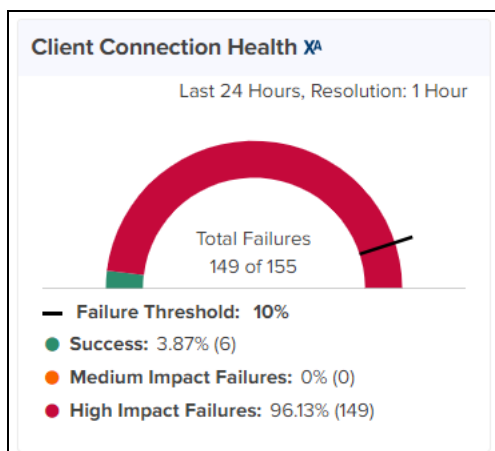 Client Connection Health XA
Last 24 Hours, Resolution: 1 Hour
Total Failures
149 of 155
Failure Threshold: 10%
Success: 3.87% (6)
Medium Impact Failures: 0% (0)
High Impact Failures: 96.13% (149)